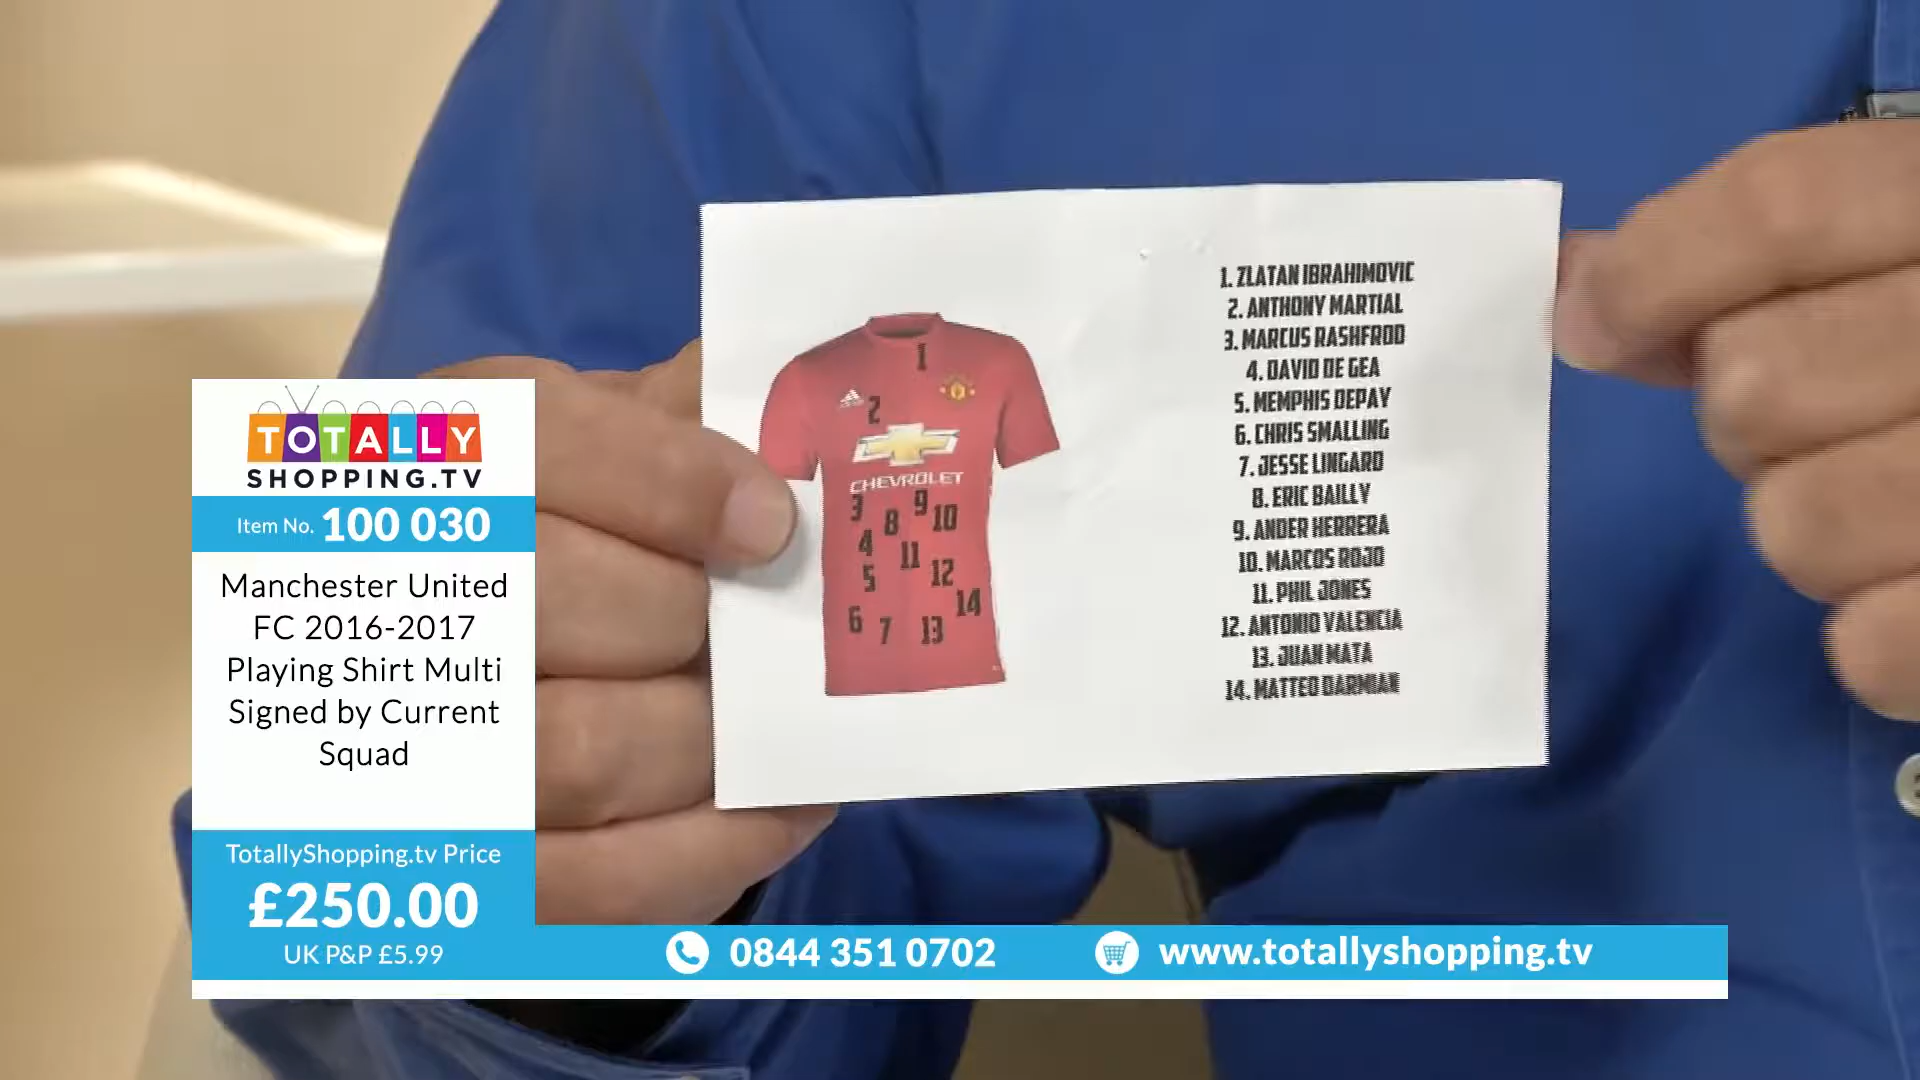 1. ZLATAN IBRAHIMOVIC
2. ANTHONY MARTIAL
3. MARCUS RASHFROD
4. DAVID DE GEA
5. MEMPHIS DEPAY
6. CHRIS SMALLING
7. JESSE LINGARD
8. ERIC BAILLY
9. ANDER HERRERA
10. MARCOS ROJO
11. PHIL JONES
12. ANTONIO VALENCIA
13. JUAN MATA
14. MATTEO DARMIAN
1
2
CHEVROLET
3
8
9
10
4
11
5
12
14
6
7
13
TOTALLY
SHOPPING.TV
Item No. 100 030
Manchester United
FC 2016-2017
Playing Shirt Multi
Signed by Current
Squad
TotallyShopping.tv Price
£250.00
UK P&P £5.99
0844 351 0702
www.totallyshopping.tv